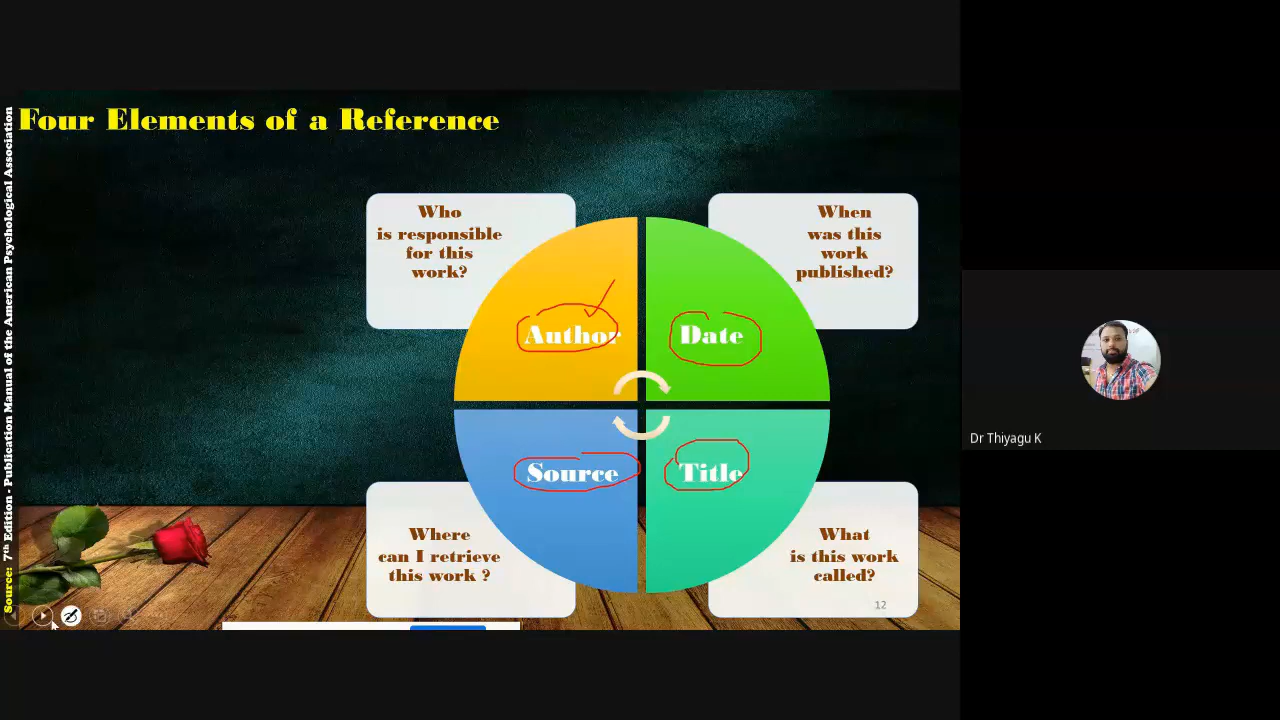 Four Elements of a Reference
Source: 7th Edition - Publication Manual of the American Psychological Association
Who
is responsible
for this
work?
When
was this
work
published?
Author
Date
Source
Title
Where
can I retrieve
this work ?
What
is this work
called?
12
Dr Thiyagu K